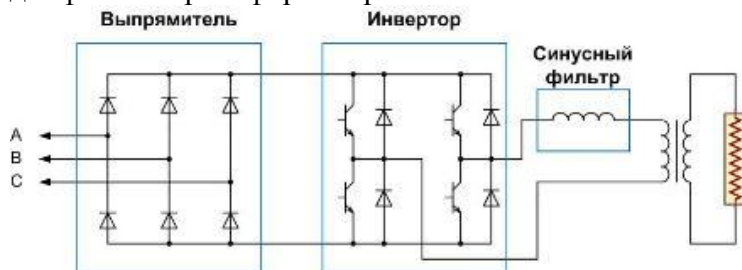 Выпрямитель
Инвертор
Синусный
фильтр
A
B
C